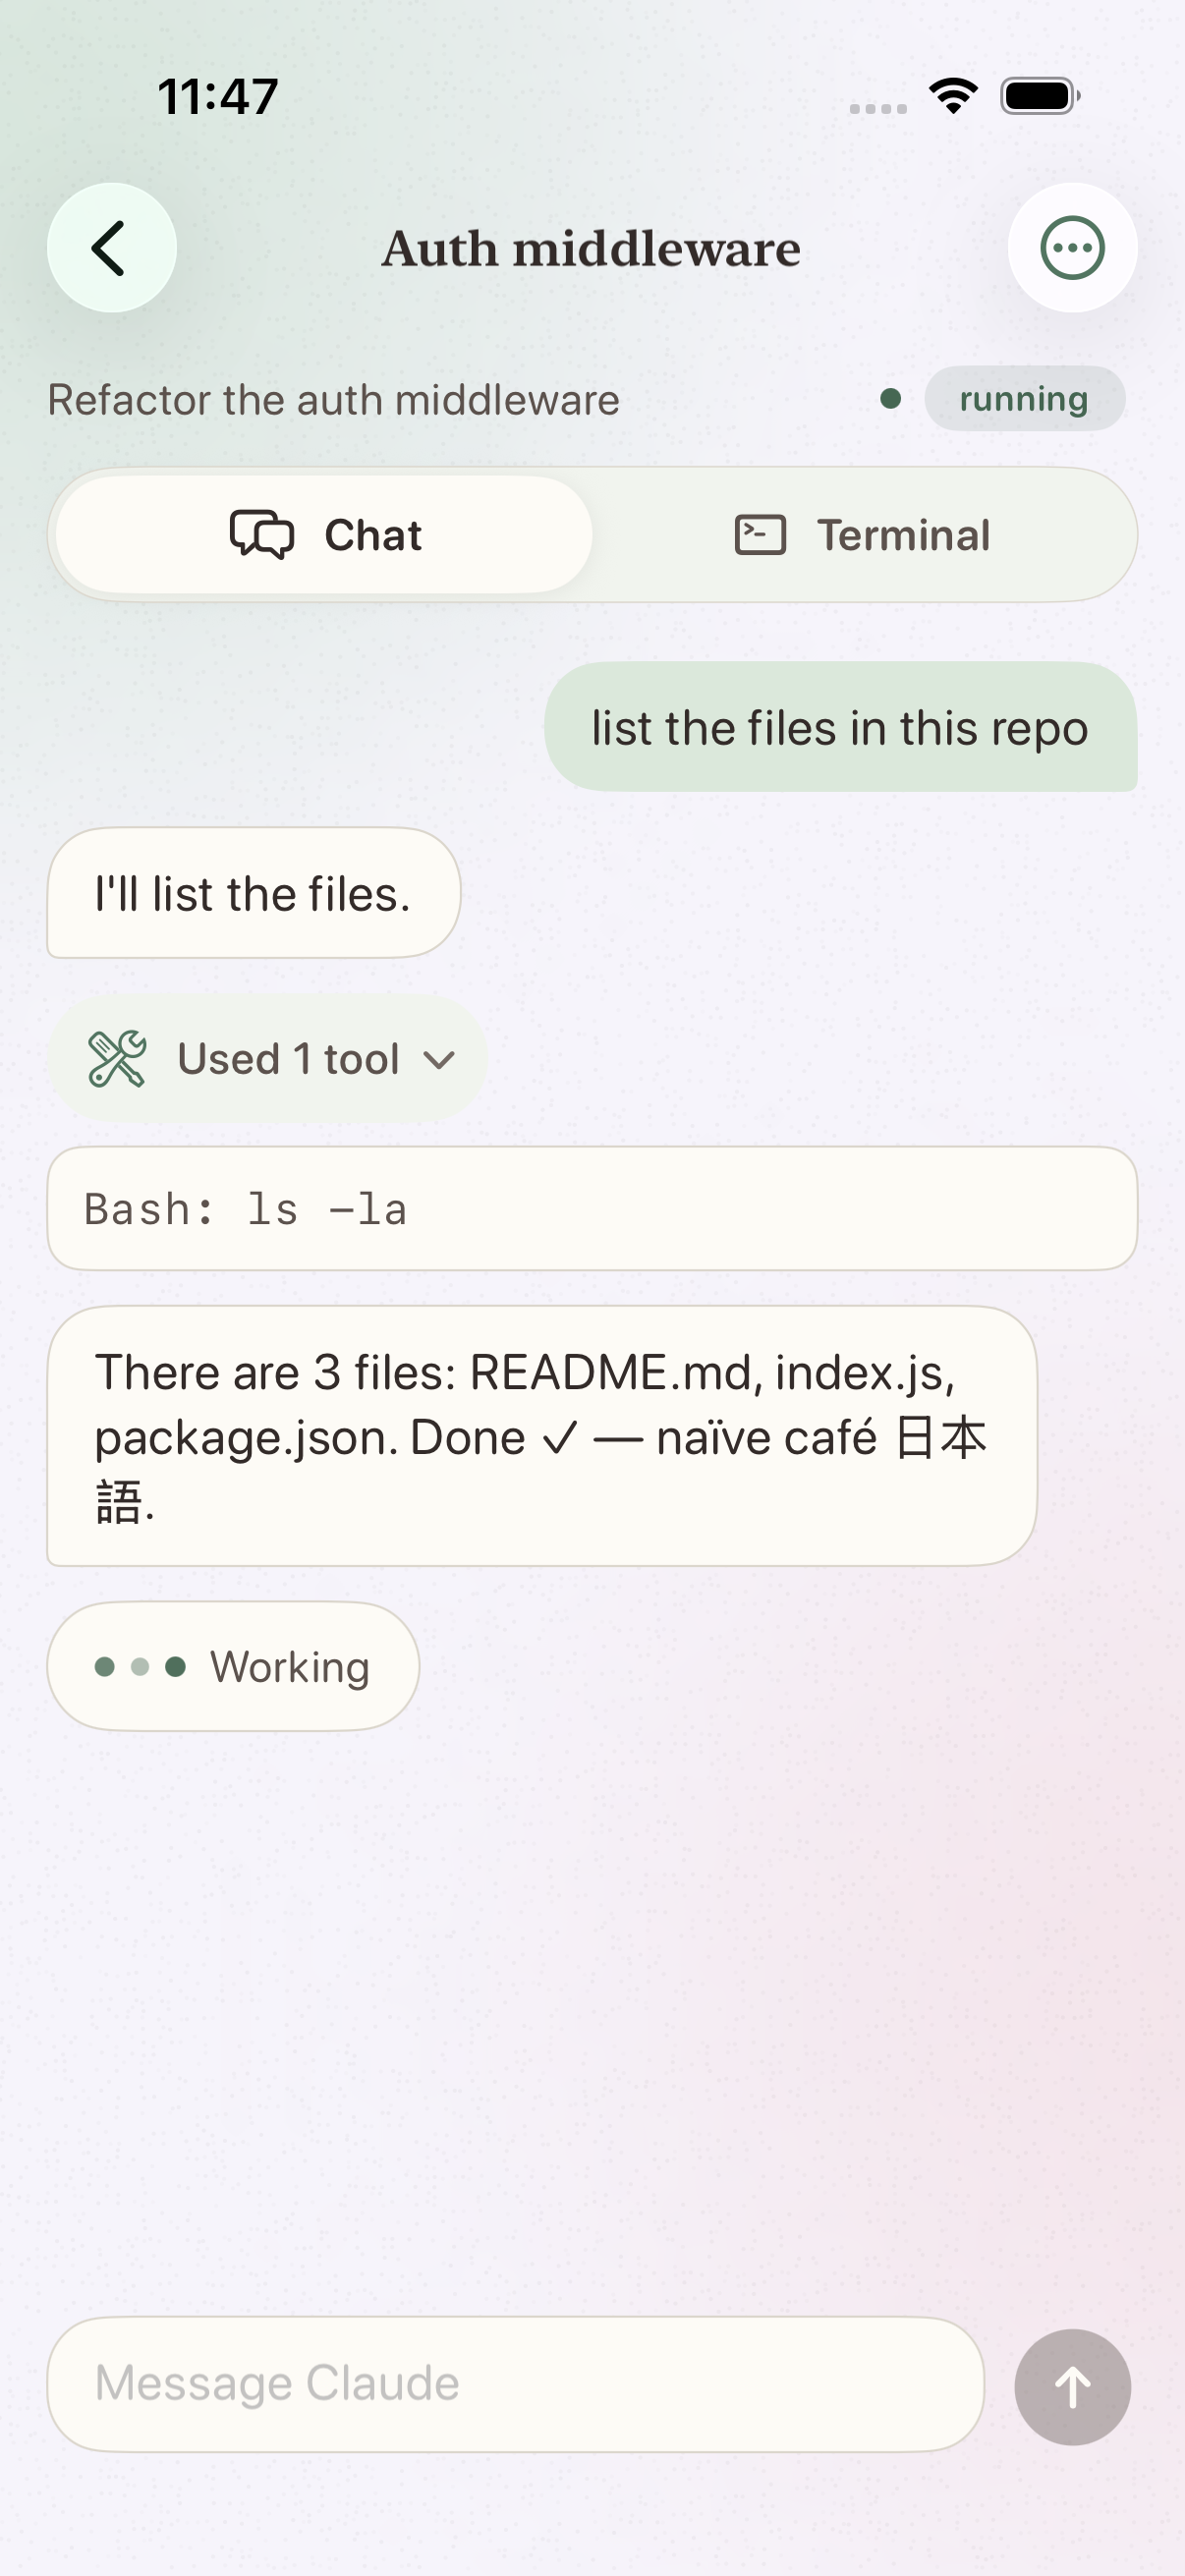 11:47
Auth middleware
Refactor the auth middleware
running
Chat
Terminal
list the files in this repo
I'll list the files.
Used 1 tool
Bash: ls -la
There are 3 files: README.md, index.js,
package.json. Done ✓ — naïve café 日本
語.
Working
Message Claude